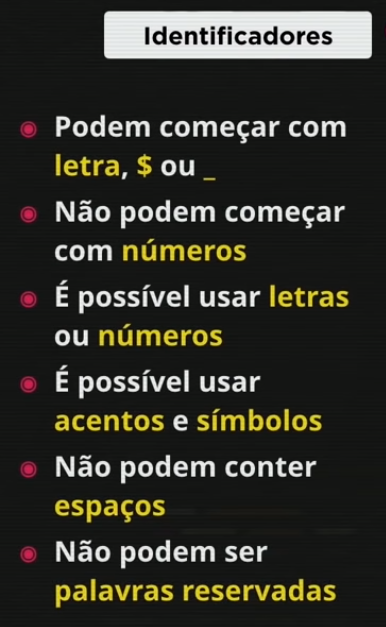 Identificadores
Podem começar com
letra, $ ou _
Não podem começar
com números
É possível usar letras
ou números
É possível usar
acentos e símbolos
Não podem conter
espaços
Não podem ser
palavras reservadas